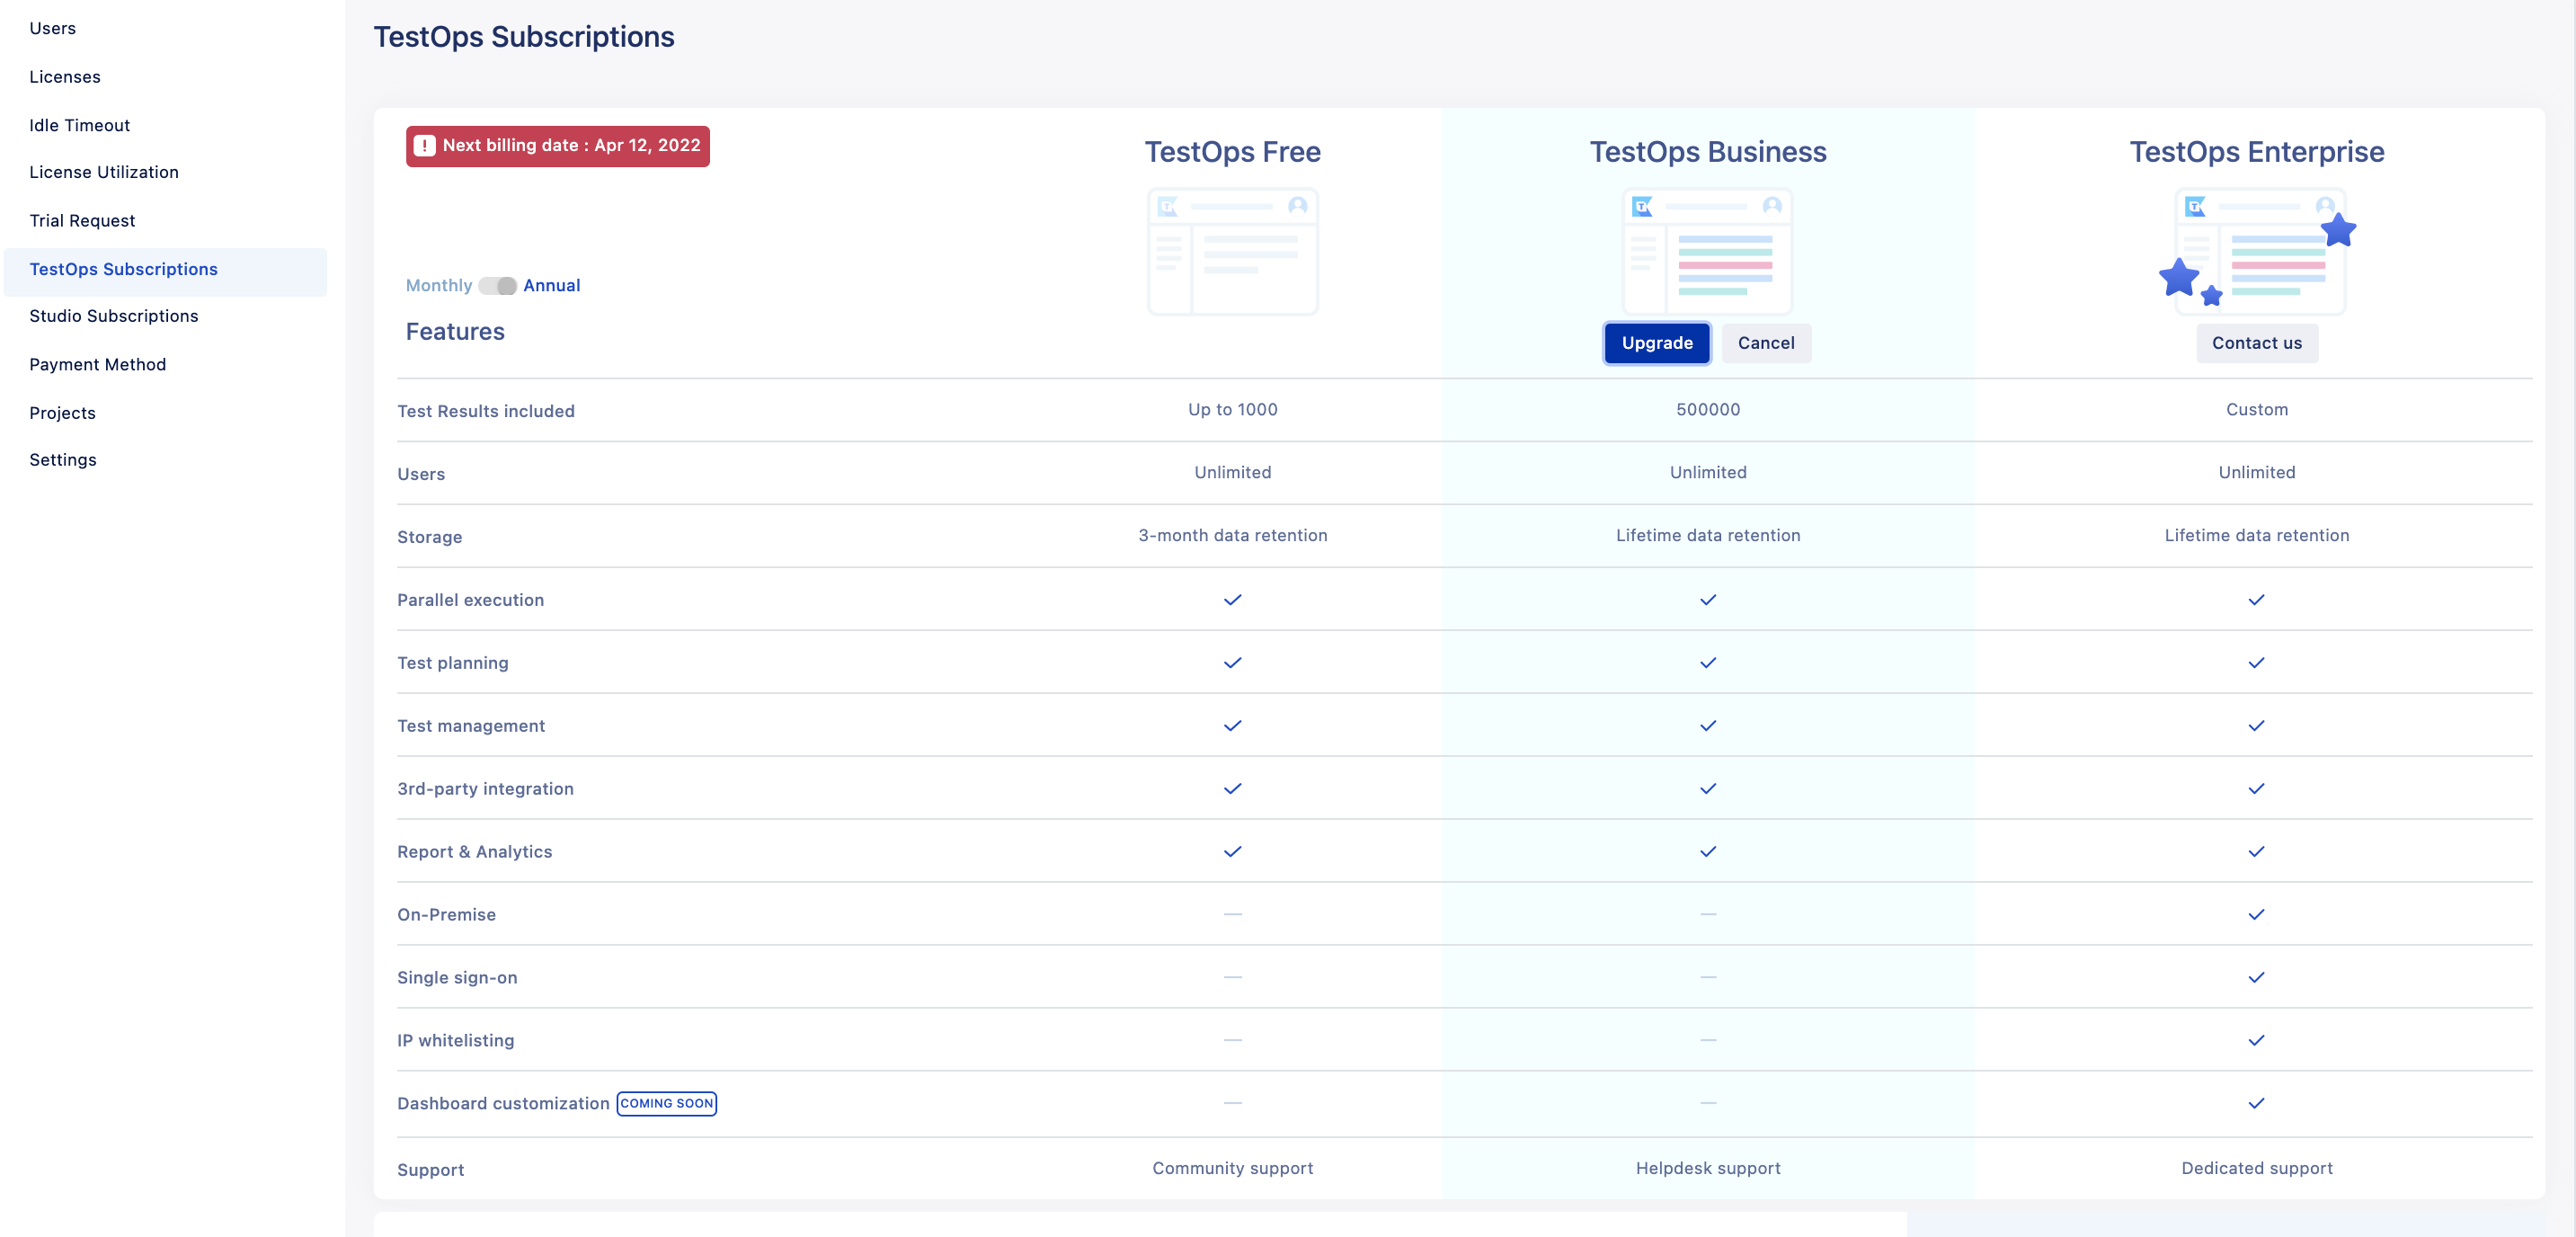 Users
Licenses
Idle Timeout
License Utilization
Trial Request
TestOps Subscriptions
Studio Subscriptions
Payment Method
Projects
Settings
TestOps Subscriptions
! Next billing date : Apr 12, 2022
Monthly Annual
Features
TestOps Free
TestOps Business
Upgrade Cancel
TestOps Enterprise
Contact us
Test Results included Up to 1000 500000 Custom
Users Unlimited Unlimited Unlimited
Storage 3-month data retention Lifetime data retention Lifetime data retention
Parallel execution
Test planning
Test management
3rd-party integration
Report & Analytics
On-Premise — —
Single sign-on — —
IP whitelisting — —
Dashboard customization COMING SOON — —
Support Community support Helpdesk support Dedicated support